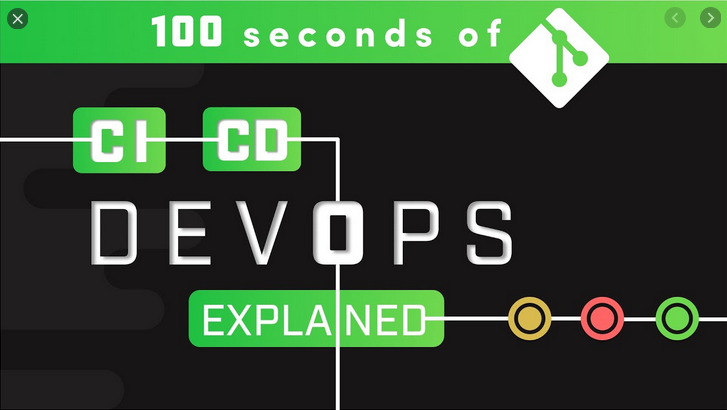 100 seconds of
CI CD
DEVOPS
EXPLAINED